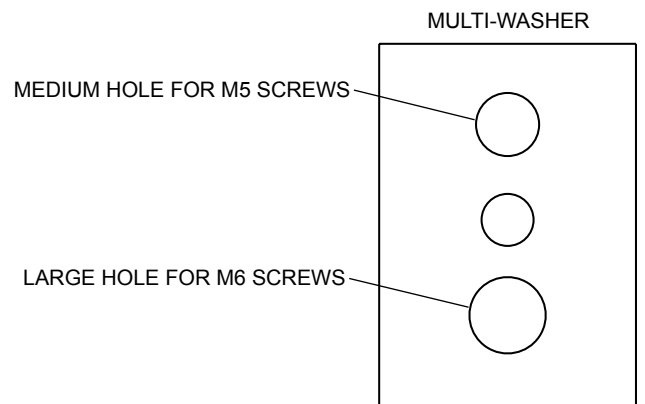 MULTI-WASHER
MEDIUM HOLE FOR M5 SCREWS
LARGE HOLE FOR M6 SCREWS